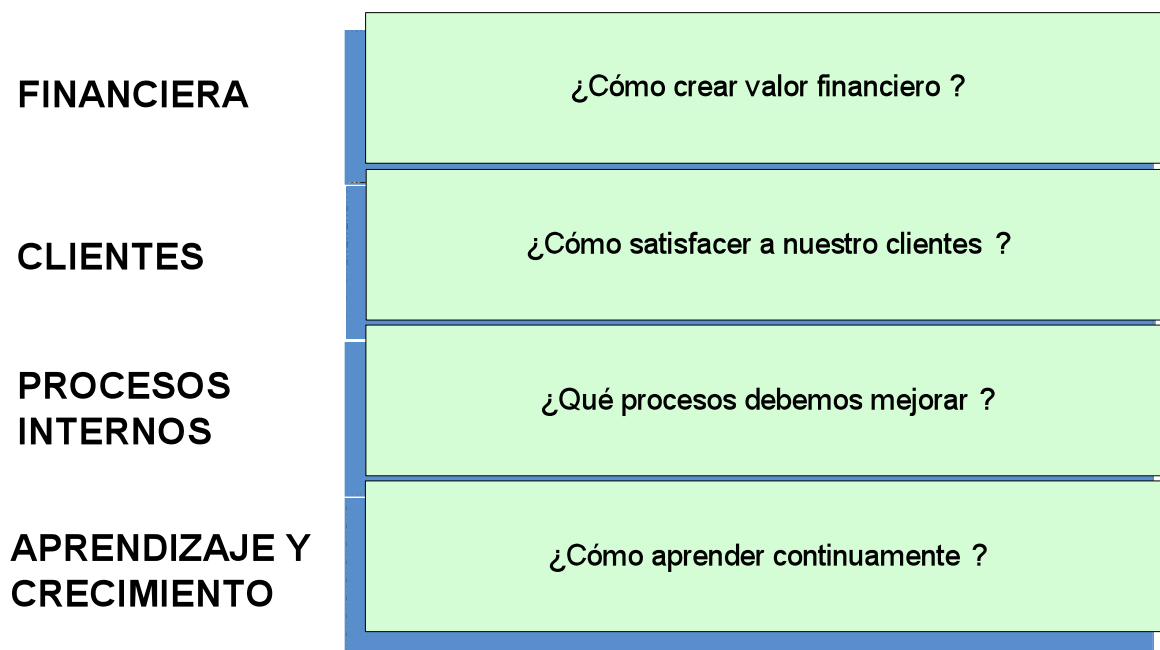 FINANCIERA
¿Cómo crear valor financiero ?
CLIENTES
¿Cómo satisfacer a nuestro clientes ?
PROCESOS
INTERNOS
¿Qué procesos debemos mejorar ?
APRENDIZAJE Y
CRECIMIENTO
¿Cómo aprender continuamente ?